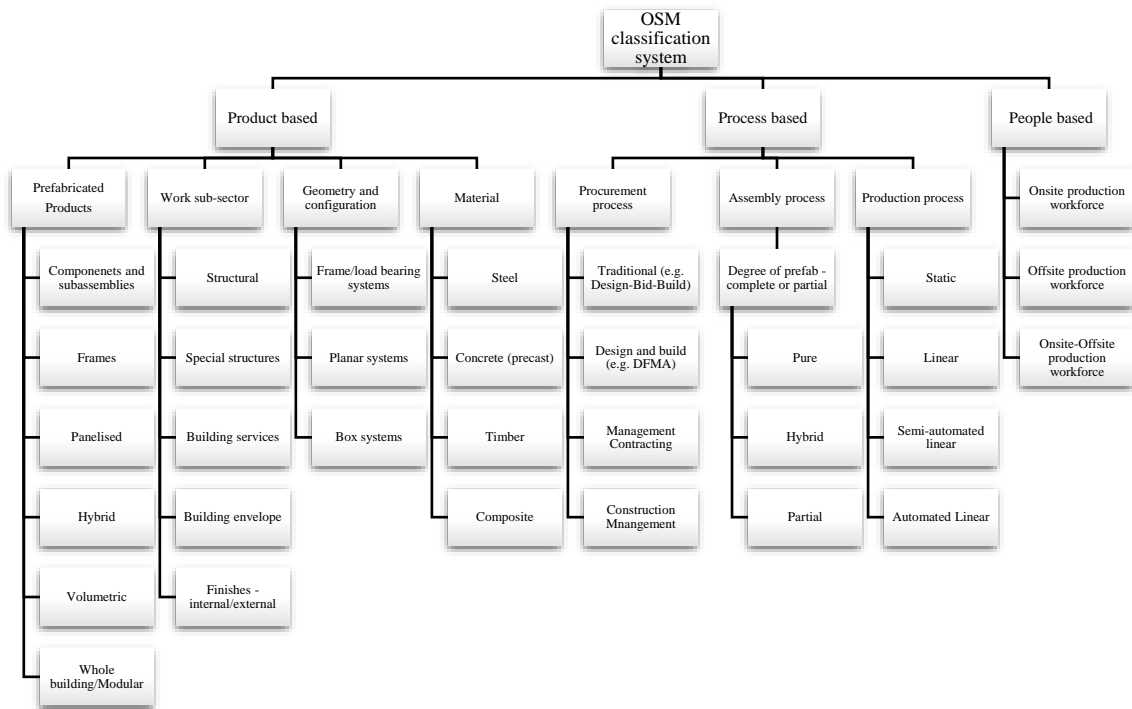 OSM
classification
system
Product based
Process based
People based
Prefabricated
Products
Work sub-sector
Geometry and
configuration
Material
Procurement
process
Assembly process
Production process
Onsite production
workforce
Componenets and
subassemblies
Structural
Frame/load bearing
systems
Steel
Traditional (e.g.
Design-Bid-Build)
Degree of prefab -
complete or partial
Static
Offsite production
workforce
Frames
Special structures
Planar systems
Concrete (precast)
Design and build
(e.g. DFMA)
Pure
Linear
Onsite-Offsite
production
workforce
Panelised
Building services
Box systems
Timber
Management
Contracting
Hybrid
Semi-automated
linear
Hybrid
Building envelope
Composite
Construction
Mnangement
Partial
Automated Linear
Volumetric
Finishes -
internal/external
Whole
building/Modular